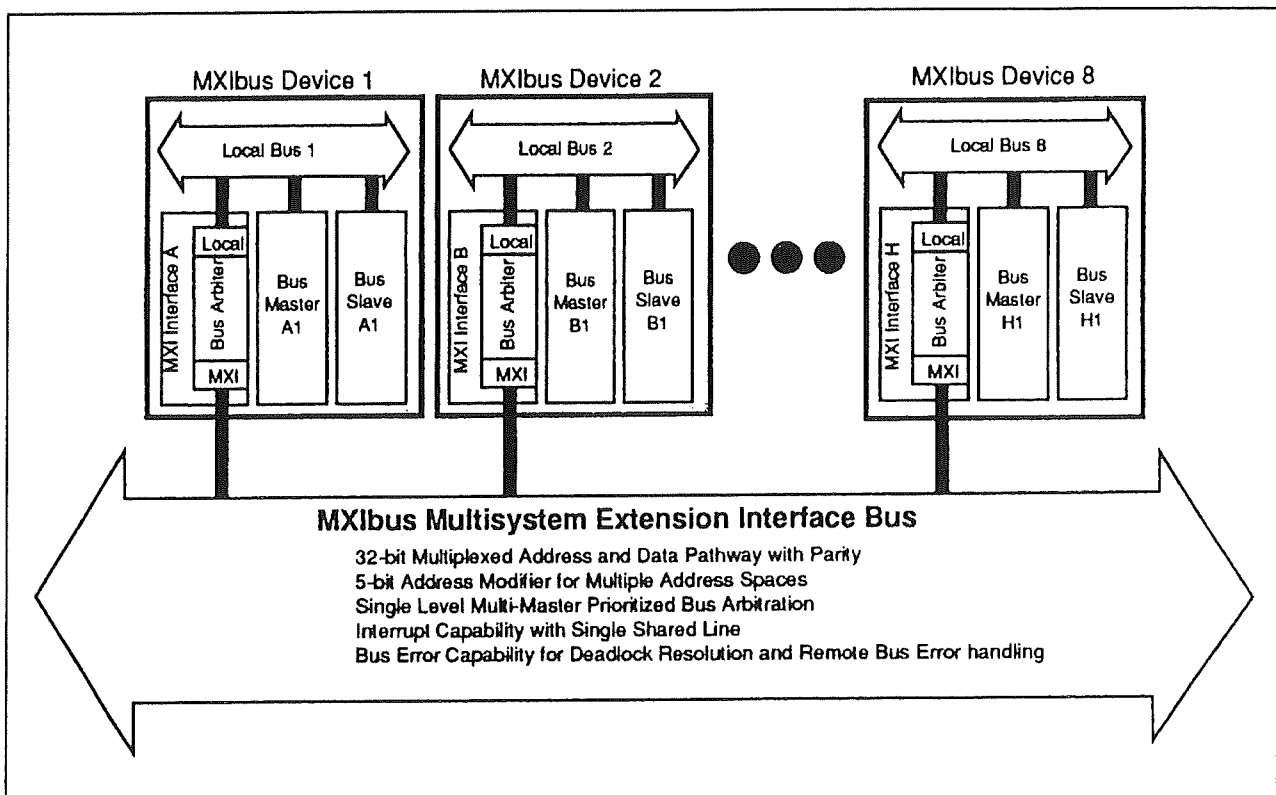 MXIbus Device 1
MXIbus Device 2
MXIbus Device 8
Local Bus 1
Local Bus 2
Local Bus 8
MXI Interface A
Local
Bus Arbiter
MXI
Bus
Master
A1
Bus
Slave
A1
MXI Interface B
Local
Bus Arbiter
MXI
Bus
Master
B1
Bus
Slave
B1
MXI Interface H
Local
Bus Arbiter
MXI
Bus
Master
H1
Bus
Slave
H1
MXIbus Multisystem Extension Interface Bus
32-bit Multiplexed Address and Data Pathway with Parity
5-bit Address Modifier for Multiple Address Spaces
Single Level Multi-Master Prioritized Bus Arbitration
Interrupt Capability with Single Shared Line
Bus Error Capability for Deadlock Resolution and Remote Bus Error handling